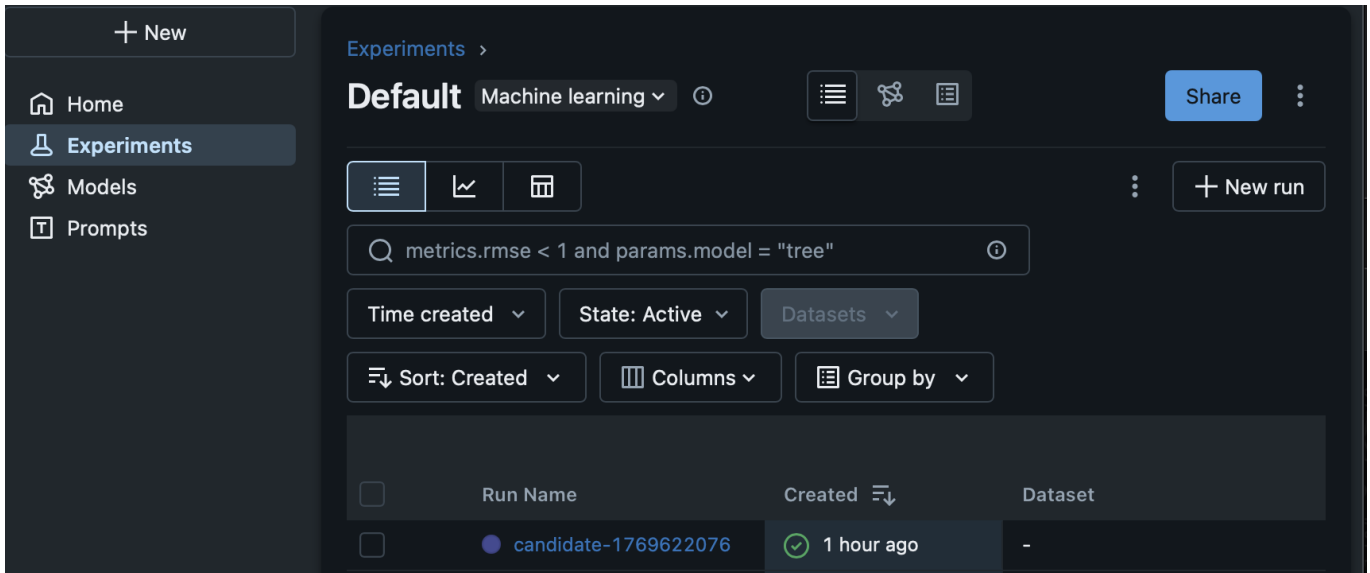 New
Home
Experiments
Models
Prompts
Experiments
Default Machine learning
Share
New run
metrics.rmse < 1 and params.model = "tree"
Time created State: Active Datasets
Sort: Created Columns Group by
Run Name Created Dataset
candidate-1769622076 1 hour ago -